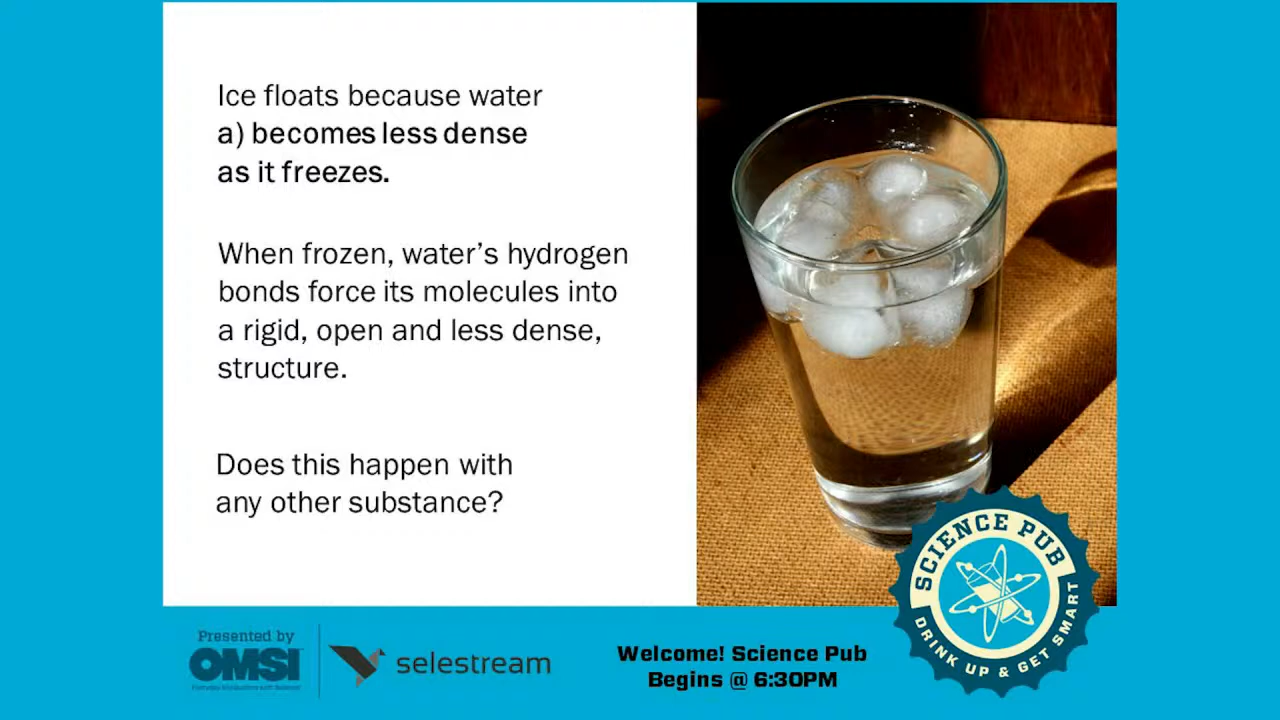 Ice floats because water
a) becomes less dense
as it freezes.
When frozen, water's hydrogen
bonds force its molecules into
a rigid, open and less dense,
structure.
Does this happen with
any other substance?
SCIENCE PUB
DRINK UP & GET SMART
Presented by
OMSI
selestream
Welcome! Science Pub
Begins @ 6:30PM